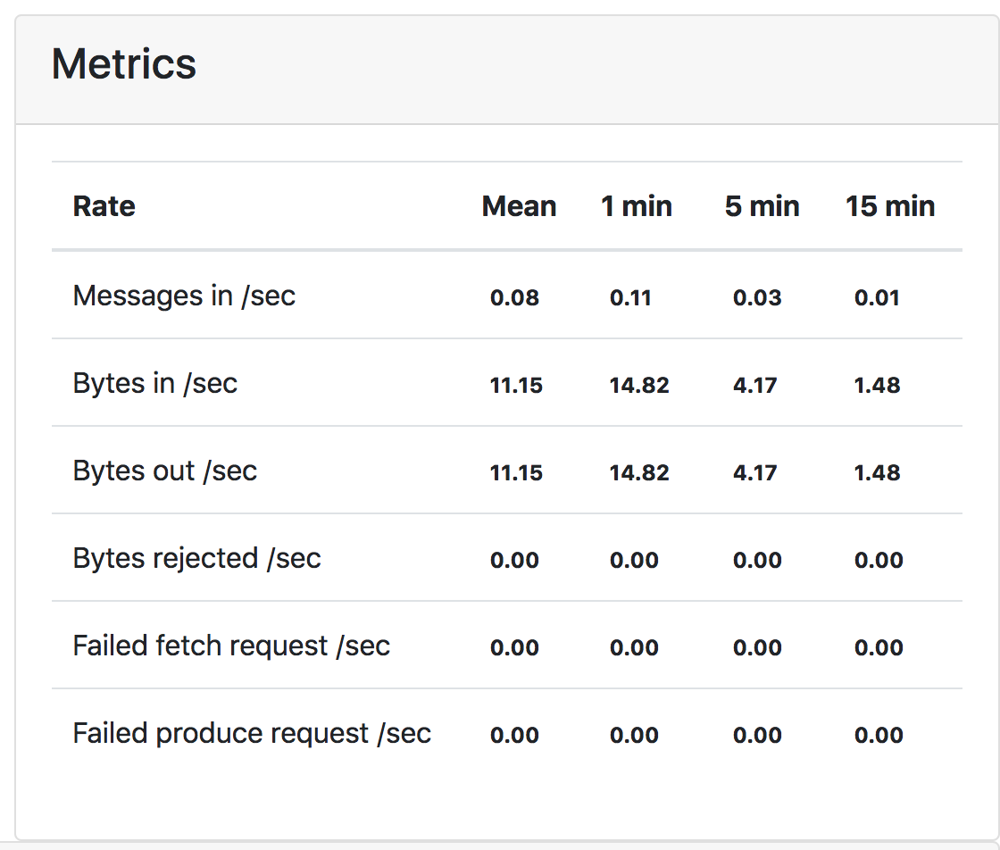 Metrics
Rate Mean 1 min 5 min 15 min
Messages in /sec 0.08 0.11 0.03 0.01
Bytes in /sec 11.15 14.82 4.17 1.48
Bytes out /sec 11.15 14.82 4.17 1.48
Bytes rejected /sec 0.00 0.00 0.00 0.00
Failed fetch request /sec 0.00 0.00 0.00 0.00
Failed produce request /sec 0.00 0.00 0.00 0.00